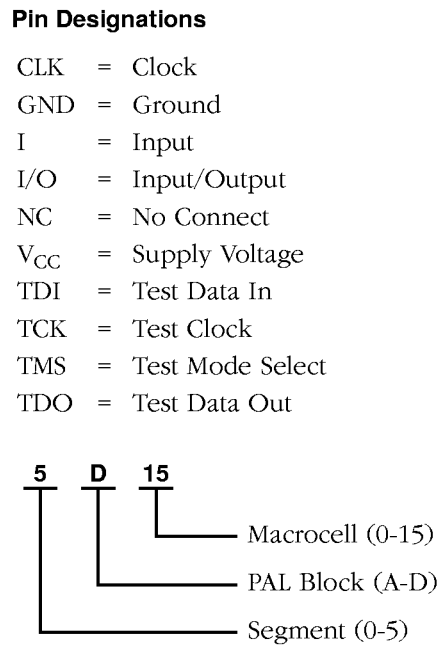 Pin Designations
CLK = Clock
GND = Ground
I = Input
I/O = Input/Output
NC = No Connect
VCC = Supply Voltage
TDI = Test Data In
TCK = Test Clock
TMS = Test Mode Select
TDO = Test Data Out
5 D 15
Macrocell (0-15)
PAL Block (A-D)
Segment (0-5)